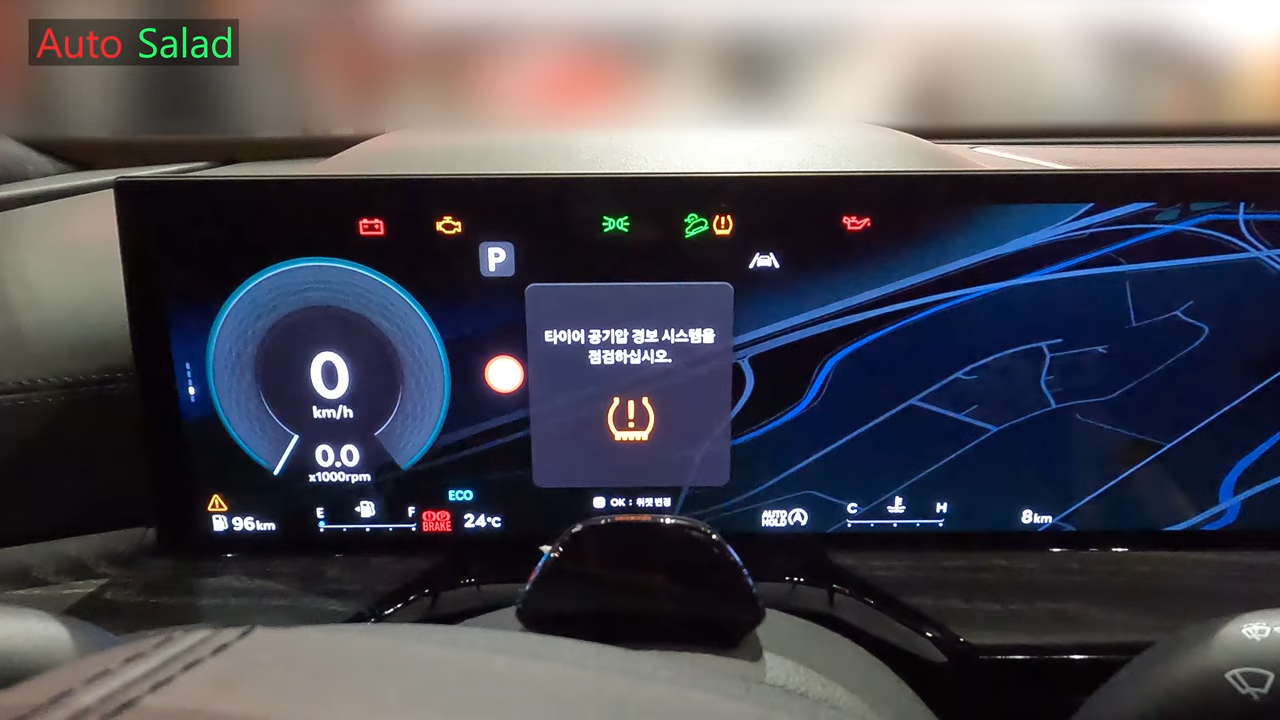 Auto Salad
P
타이어 공기압 경보 시스템을
점검하십시오.
0
km/h
0.0
x1000rpm
ECO
OK : 위젯변경
E
F
C
H
96km
BRAKE
24°C
AUTO
HOLD
A
8km